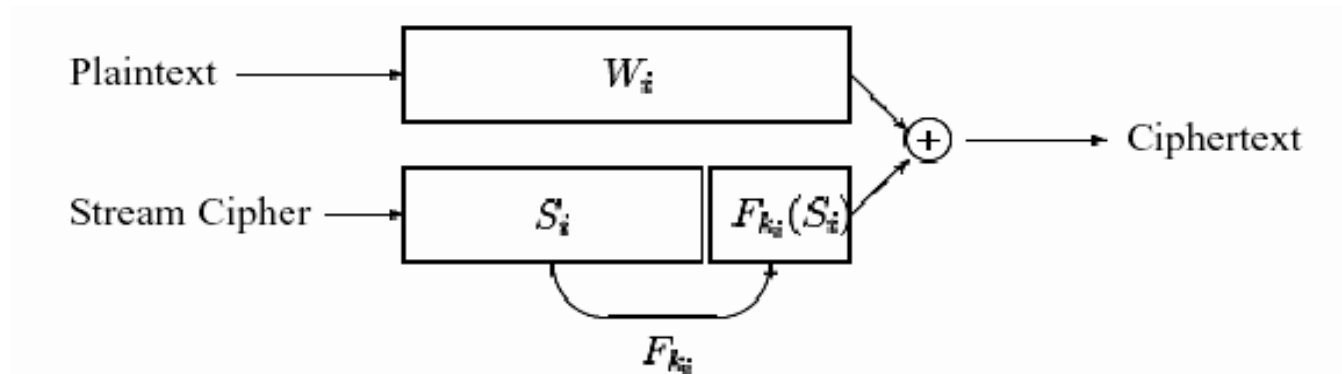 Plaintext
W_i
Ciphertext
Stream Cipher
S_i
F_{k_i}(S_i)
F_{k_i}